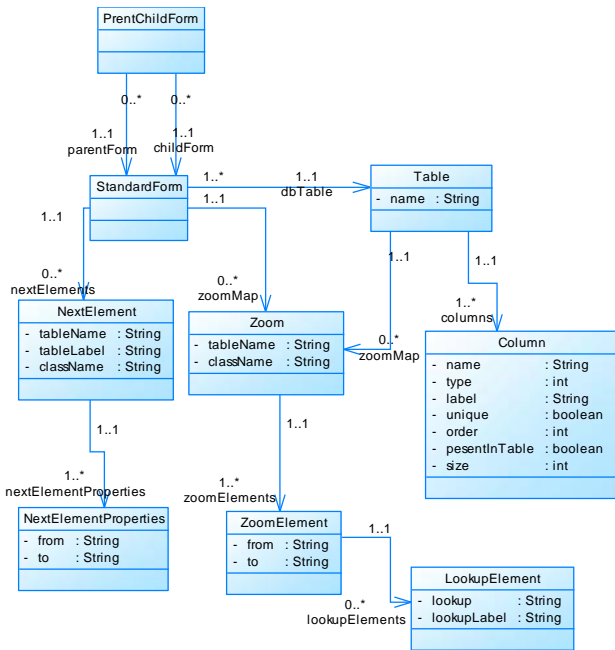 PrentChildForm
0..*
0..*
1..1
parentForm
1..1
childForm
StandardForm
1..*
1..1
dbTable
Table
- name : String
1..1
1..1
1..1
1..1
0..*
nextElements
0..*
zoomMap
0..*
zoomMap
1..*
columns
NextElement
- tableName : String
- tableLabel : String
- className : String
Zoom
- tableName : String
- className : String
Column
- name : String
- type : int
- label : String
- unique : boolean
- order : int
- pesentInTable : boolean
- size : int
1..1
1..1
1..*
nextElementProperties
1..*
zoomElements
NextElementProperties
- from : String
- to : String
ZoomElement
- from : String
- to : String
1..1
0..*
lookupElements
LookupElement
- lookup : String
- lookupLabel : String